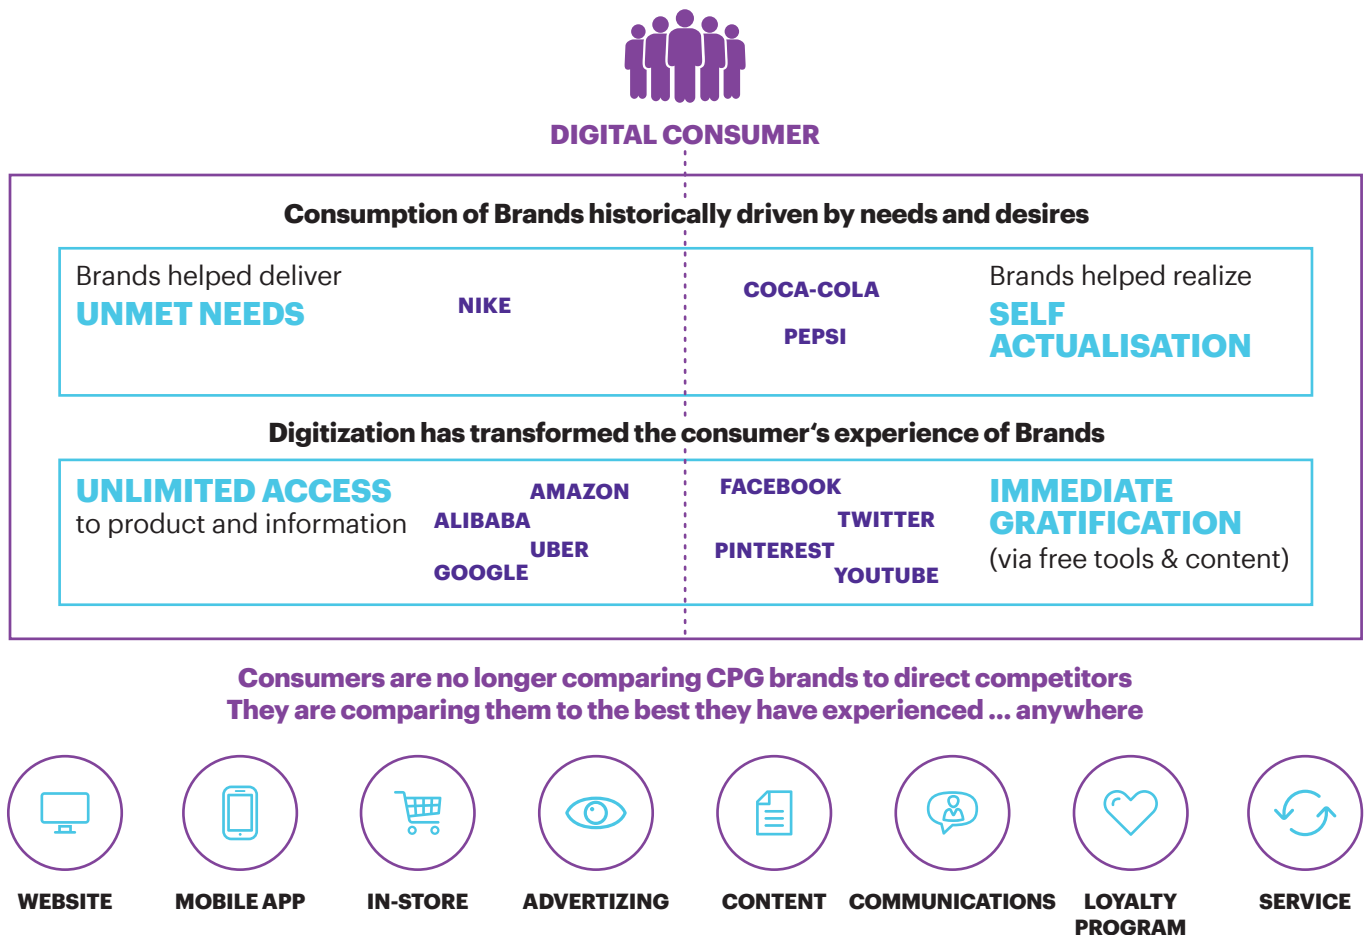 DIGITAL CONSUMER
Consumption of Brands historically driven by needs and desires
Brands helped deliver
UNMET NEEDS
NIKE
COCA-COLA
PEPSI
Brands helped realize
SELF
ACTUALISATION
Digitization has transformed the consumer‘s experience of Brands
UNLIMITED ACCESS
to product and information
AMAZON
ALIBABA
UBER
GOOGLE
FACEBOOK
TWITTER
PINTEREST
YOUTUBE
IMMEDIATE
GRATIFICATION
(via free tools & content)
Consumers are no longer comparing CPG brands to direct competitors
They are comparing them to the best they have experienced ... anywhere
WEBSITE
MOBILE APP
IN-STORE
ADVERTIZING
CONTENT
COMMUNICATIONS
LOYALTY
PROGRAM
SERVICE